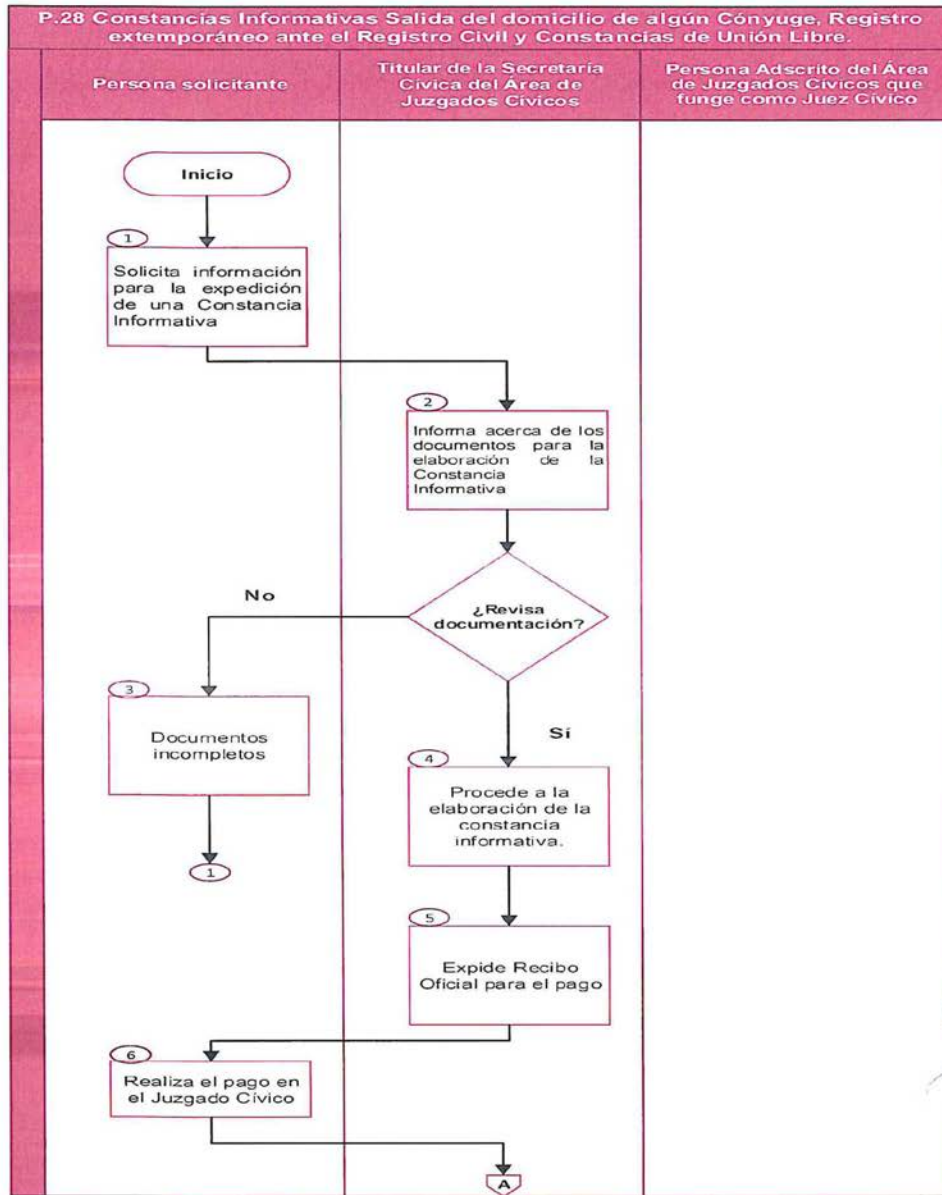 P.28 Constancias Informativas Salida del domicilio de algún Cónyuge, Registro
extemporáneo ante el Registro Civil y Constancias de Unión Libre.
Persona solicitante
Titular de la Secretaría
Cívica del Área de
Juzgados Cívicos
Persona Adscrito del Área
de Juzgados Cívicos que
funge como Juez Cívico
Inicio
1
Solicita información
para la expedición
de una Constancia
Informativa
2
Informa acerca de los
documentos para la
elaboración de la
Constancia
Informativa
¿Revisa
documentación?
No
3
Documentos
incompletos
1
Sí
4
Procede a la
elaboración de la
constancia
informativa.
5
Expide Recibo
Oficial para el pago
6
Realiza el pago en
el Juzgado Cívico
A